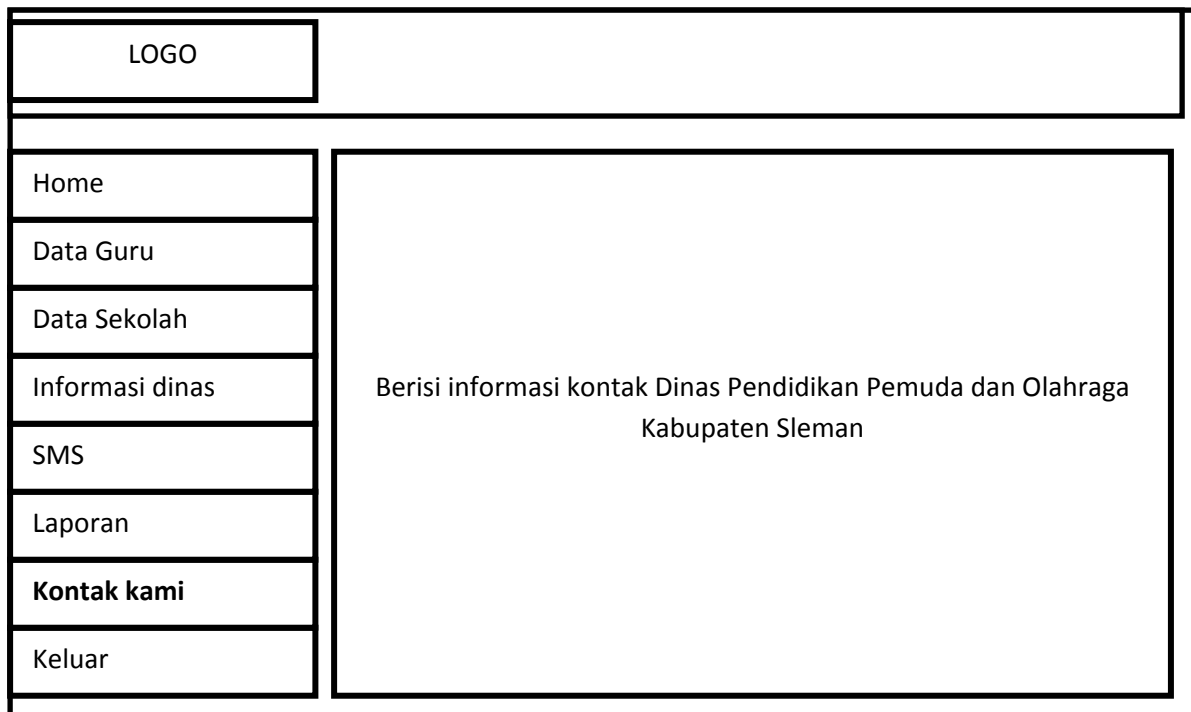 LOGO
Home
Data Guru
Data Sekolah
Informasi dinas
SMS
Laporan
Kontak kami
Keluar
Berisi informasi kontak Dinas Pendidikan Pemuda dan Olahraga
Kabupaten Sleman